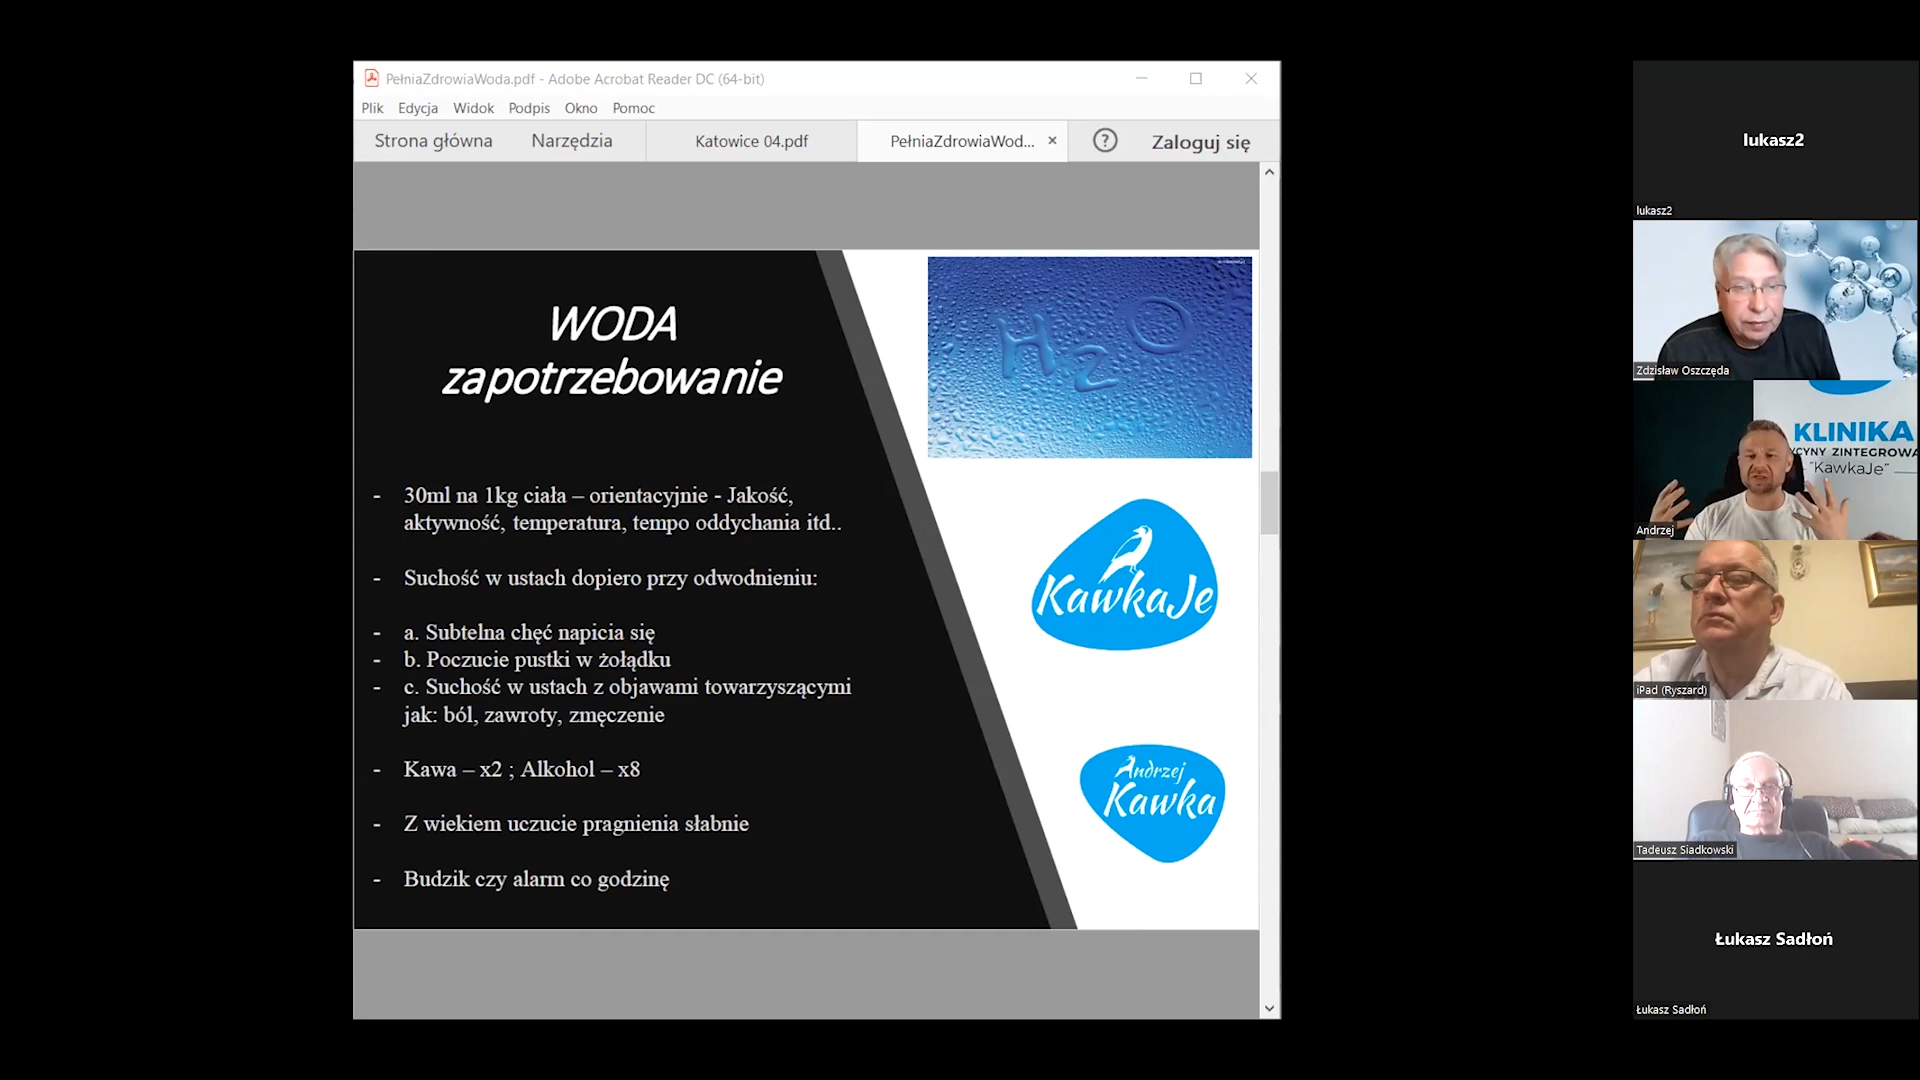 PełniaZdrowiaWoda.pdf - Adobe Acrobat Reader DC (64-bit)
Plik Edycja Widok Podpis Okno Pomoc
Strona główna Narzędzia Katowice 04.pdf PełniaZdrowiaWod... × ? Zaloguj się
WODA
zapotrzebowanie
- 30ml na 1kg ciała – orientacyjnie - Jakość,
aktywność, temperatura, tempo oddychania itd..
- Suchość w ustach dopiero przy odwodnieniu:
- a. Subtelna chęć napicia się
- b. Poczucie pustki w żołądku
- c. Suchość w ustach z objawami towarzyszącymi
jak: ból, zawroty, zmęczenie
- Kawa – x2 ; Alkohol – x8
- Z wiekiem uczucie pragnienia słabnie
- Budzik czy alarm co godzinę
H2O
KawkaJe
Andrzej
Kawka
lukasz2
lukasz2
Zdzisław Oszczęda
KLINIKA
CYNY ZINTEGROWA
"KawkaJe"
Andrzej
iPad (Ryszard)
Tadeusz Siadkowski
Łukasz Sadłoń
Łukasz Sadłoń